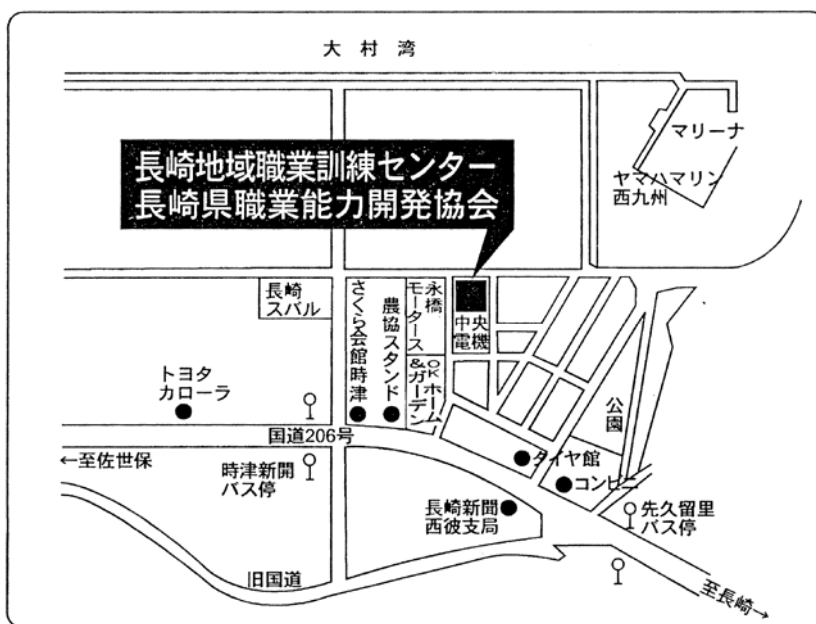 大村湾
マリーナ
ヤマハマリン
西九州
長崎地域職業訓練センター
長崎県職業能力開発協会
長崎
スバル
さくら会館時津
農協スタンド
永橋
モータース
OKホーム
&ガーデン
中央
電機
トヨタ
カローラ
公園
国道206号
←至佐世保
時津新開
バス停
タイヤ館
コンビニ
長崎新聞
西彼支局
先久留里
バス停
旧国道
至長崎→